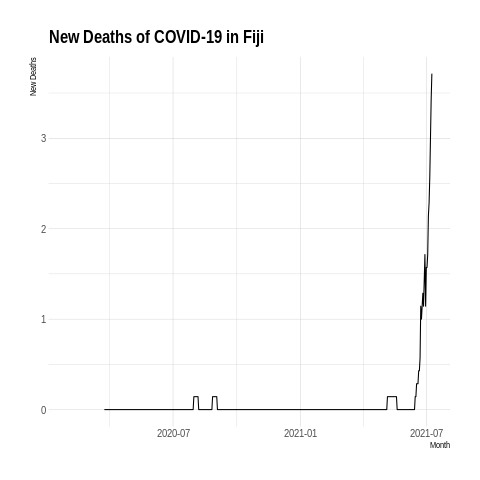 New Deaths of COVID-19 in Fiji
New Deaths
3
2
1
0
2020-07
2021-01
2021-07
Month